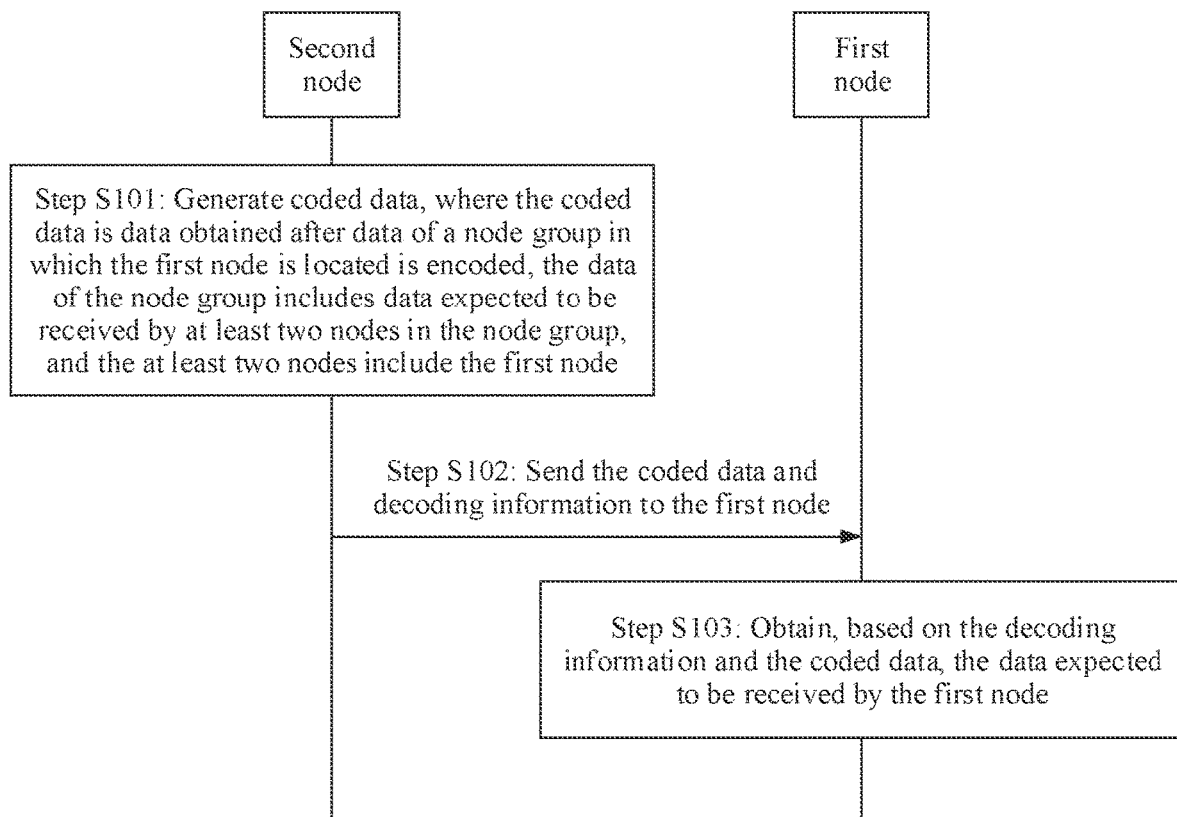 Second
node
First
node
Step S101: Generate coded data, where the coded
data is data obtained after data of a node group in
which the first node is located is encoded, the data
of the node group includes data expected to be
received by at least two nodes in the node group,
and the at least two nodes include the first node
Step S102: Send the coded data and
decoding information to the first node
Step S103: Obtain, based on the decoding
information and the coded data, the data expected
to be received by the first node